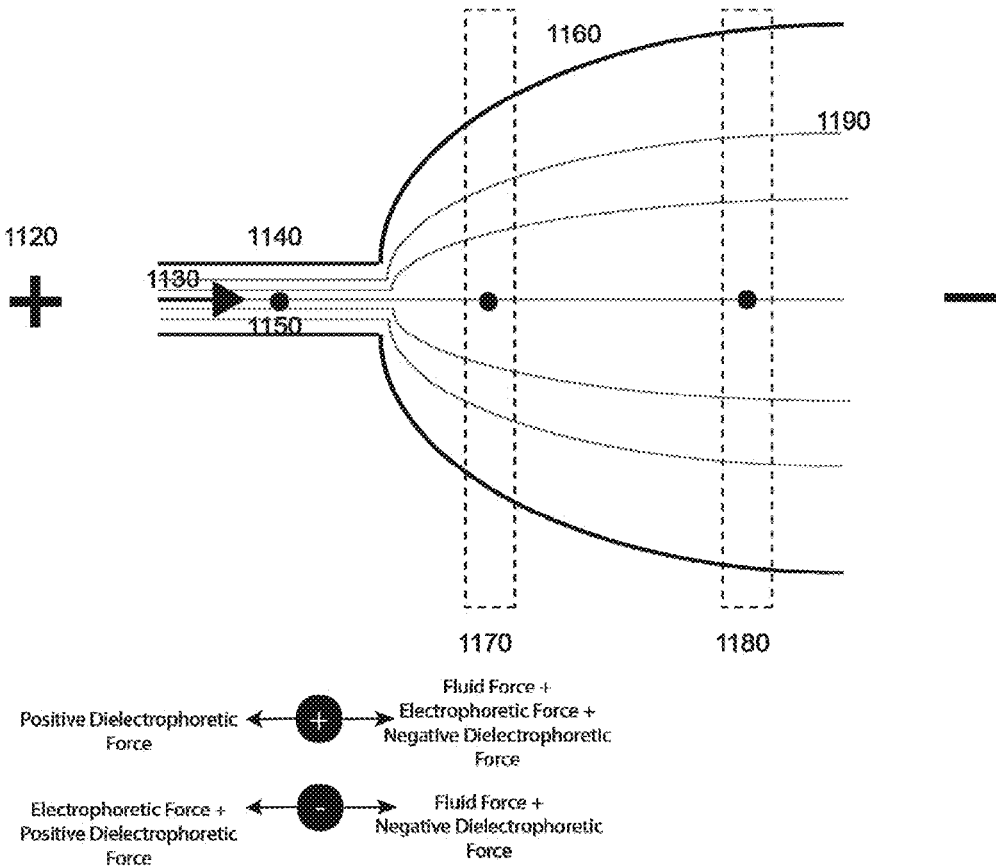 1160
1190
1120
1140
+
1130
−
1150
1170
1180
Positive Dielectrophoretic
Force
+
Fluid Force +
Electrophoretic Force +
Negative Dielectrophoretic
Force
Electrophoretic Force +
Positive Dielectrophoretic
Force
-
Fluid Force +
Negative Dielectrophoretic
Force